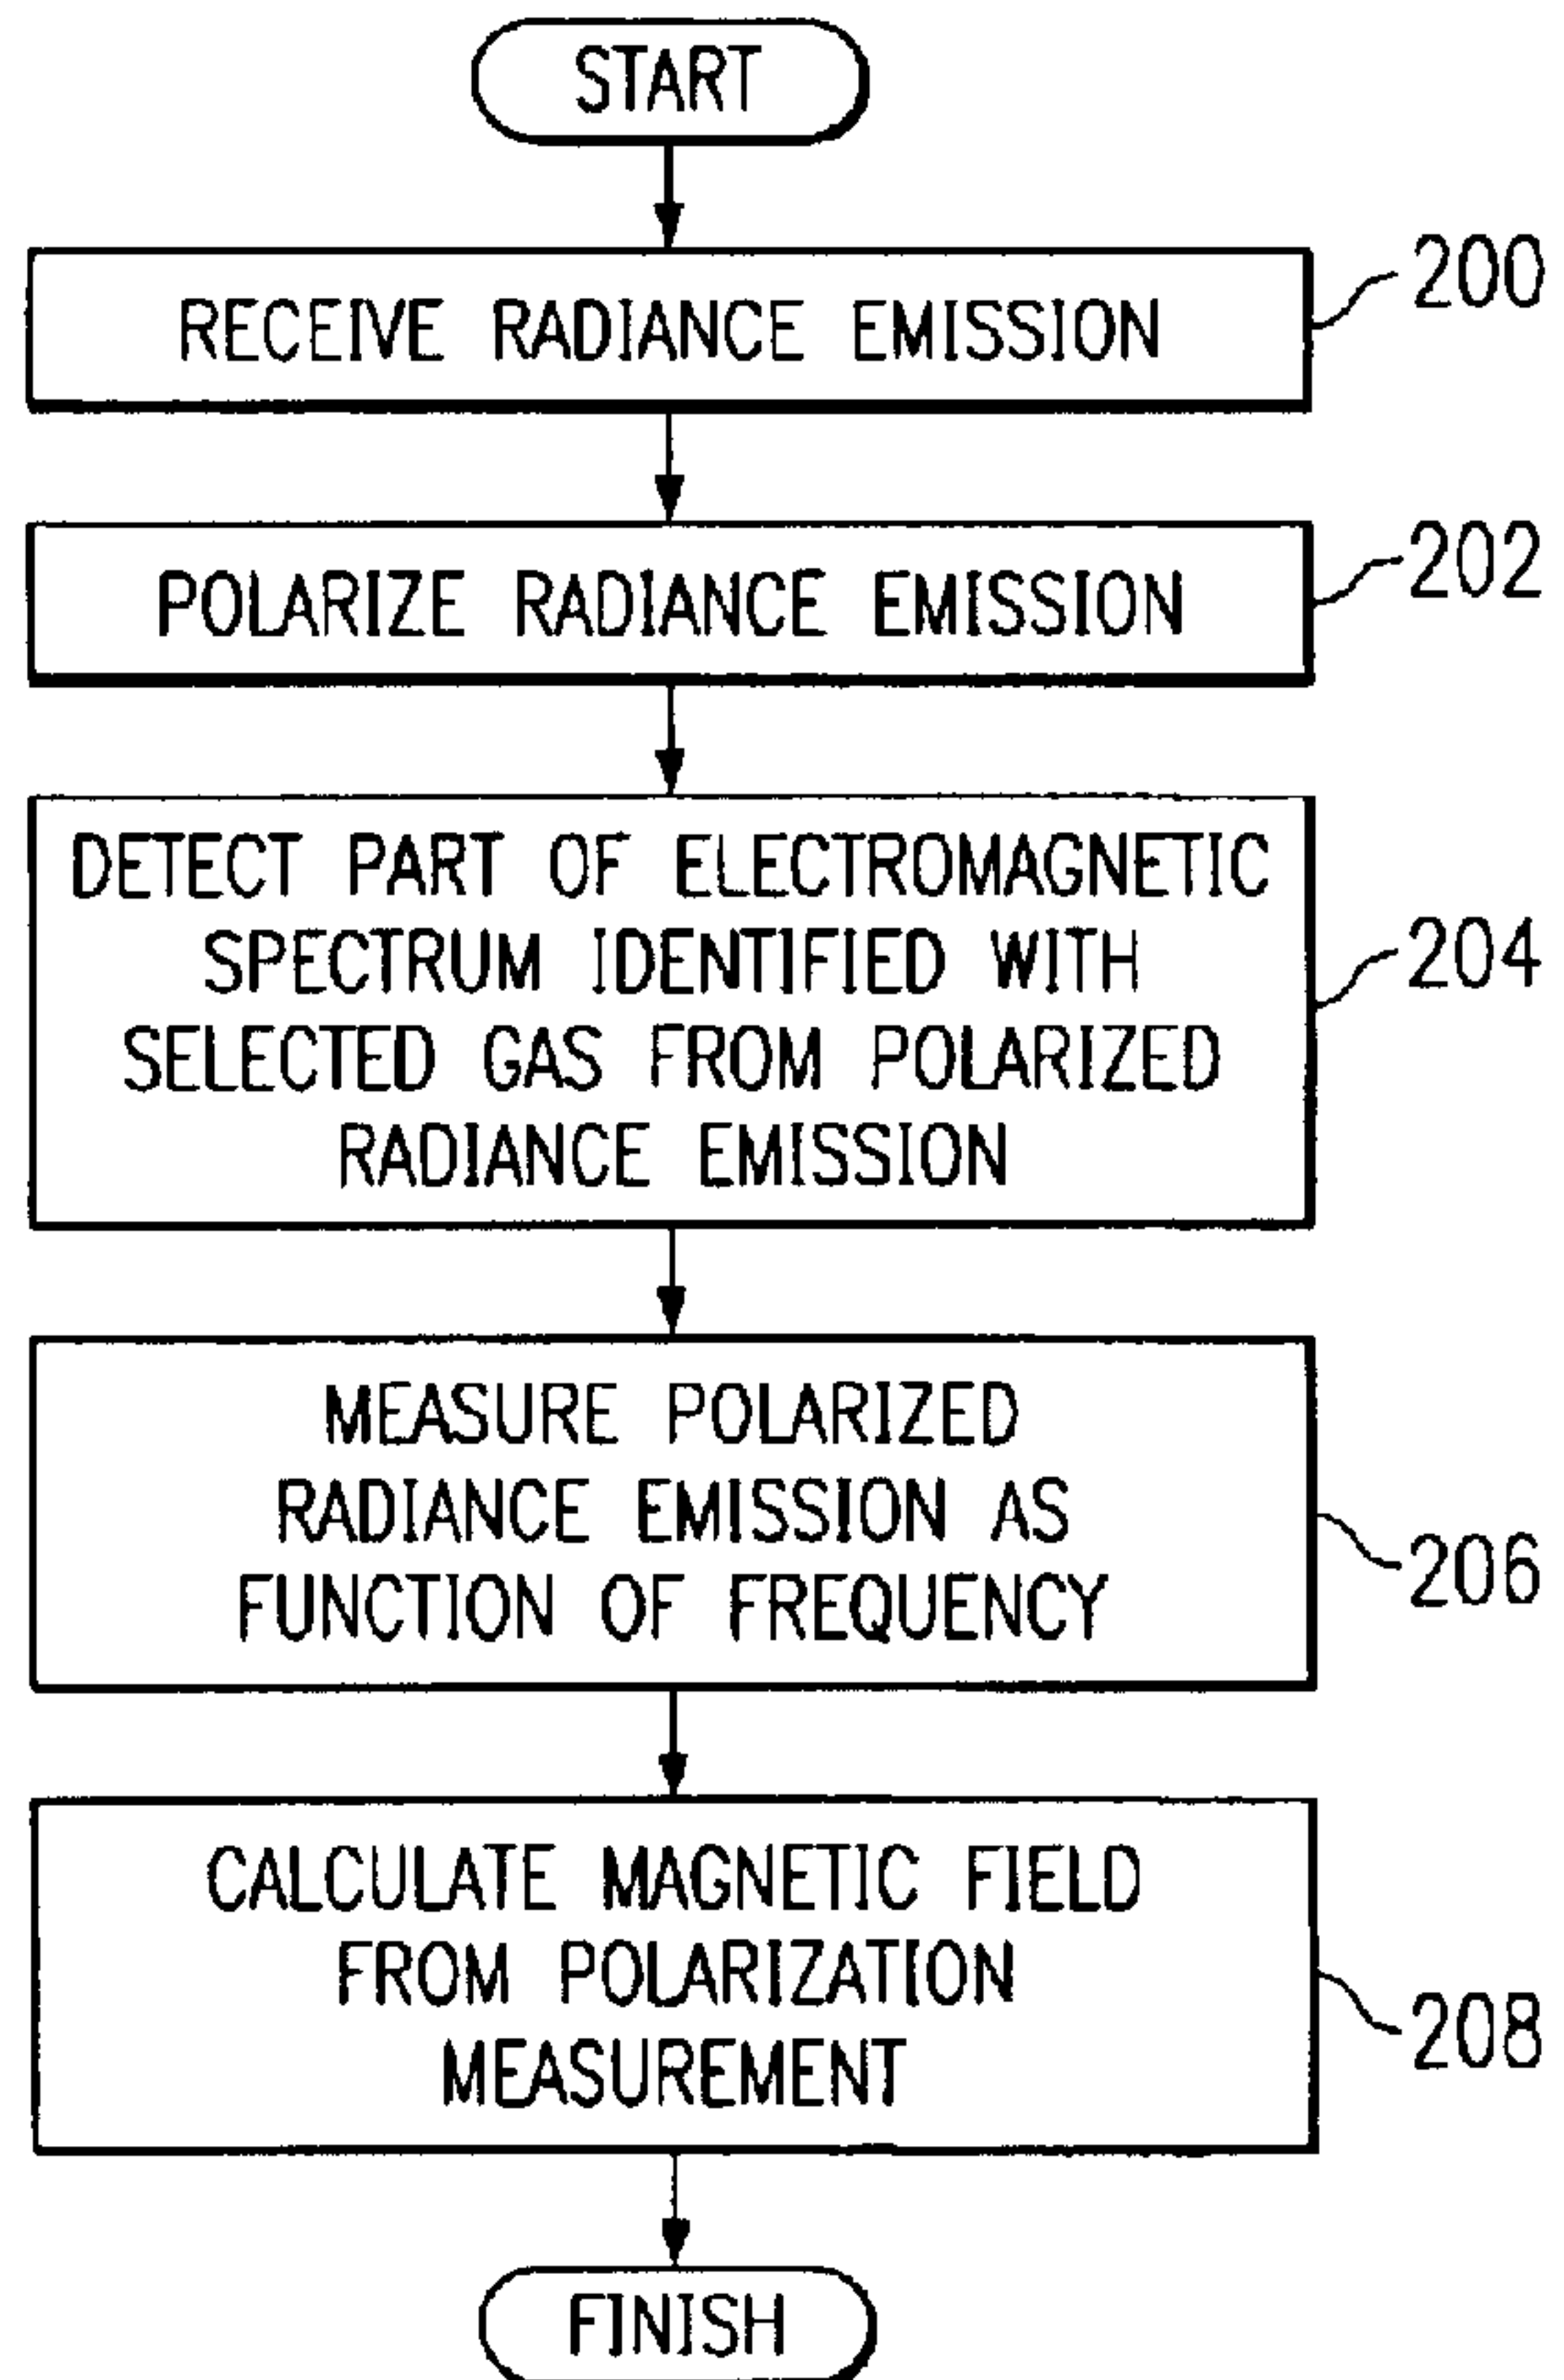 START
RECEIVE RADIANCE EMISSION
200
POLARIZE RADIANCE EMISSION
202
DETECT PART OF ELECTROMAGNETIC
SPECTRUM IDENTIFIED WITH
SELECTED GAS FROM POLARIZED
RADIANCE EMISSION
204
MEASURE POLARIZED
RADIANCE EMISSION AS
FUNCTION OF FREQUENCY
206
CALCULATE MAGNETIC FIELD
FROM POLARIZATION
MEASUREMENT
208
FINISH